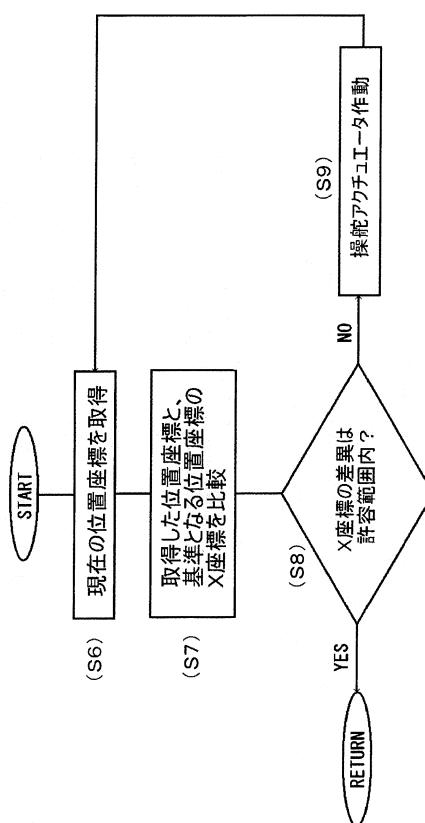 START
(S6)
現在の位置座標を取得
(S7)
取得した位置座標と、
基準となる位置座標の
X座標を比較
(S8)
X座標の差異は
許容範囲内?
YES
NO
(S9)
操舵アクチュエータ作動
RETURN